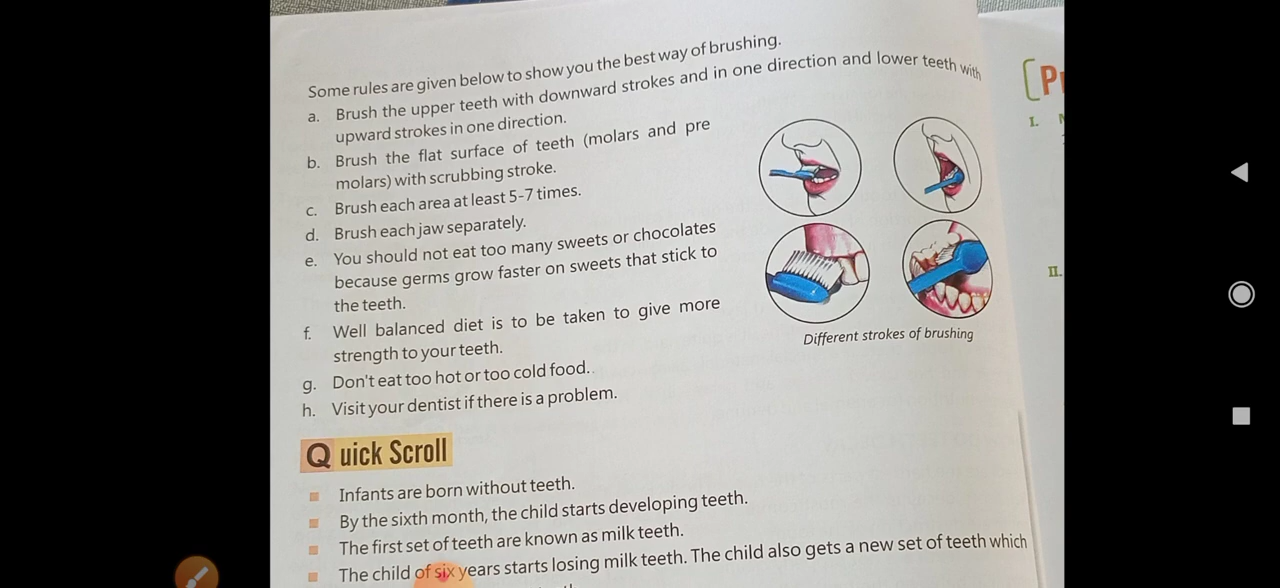 Some rules are given below to show you the best way of brushing.
a. Brush the upper teeth with downward strokes and in one direction and lower teeth with
upward strokes in one direction.
b. Brush the flat surface of teeth (molars and pre
molars) with scrubbing stroke.
c. Brush each area at least 5-7 times.
d. Brush each jaw separately.
e. You should not eat too many sweets or chocolates
because germs grow faster on sweets that stick to
the teeth.
f. Well balanced diet is to be taken to give more
strength to your teeth.
g. Don't eat too hot or too cold food.
h. Visit your dentist if there is a problem.
Different strokes of brushing
Quick Scroll
Infants are born without teeth.
By the sixth month, the child starts developing teeth.
The first set of teeth are known as milk teeth.
The child of six years starts losing milk teeth. The child also gets a new set of teeth which
I.
II.